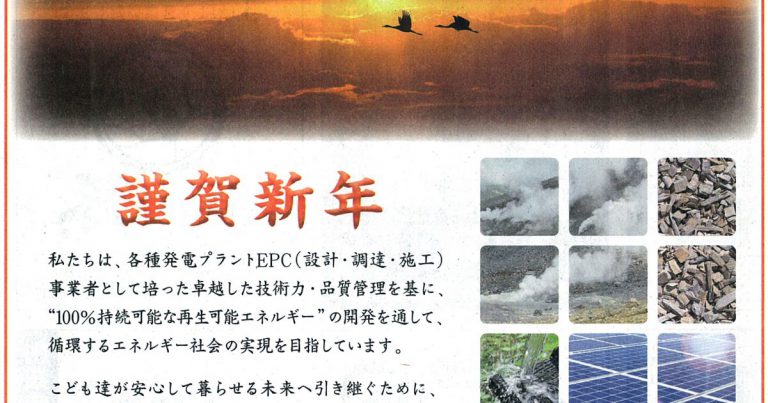 謹賀新年
私たちは、各種発電プラントEPC（設計・調達・施工）
事業者として培った卓越した技術力・品質管理を基に、
“100％持続可能な再生可能エネルギー”の開発を通して、
循環するエネルギー社会の実現を目指しています。
こども達が安心して暮らせる未来へ引き継ぐために、